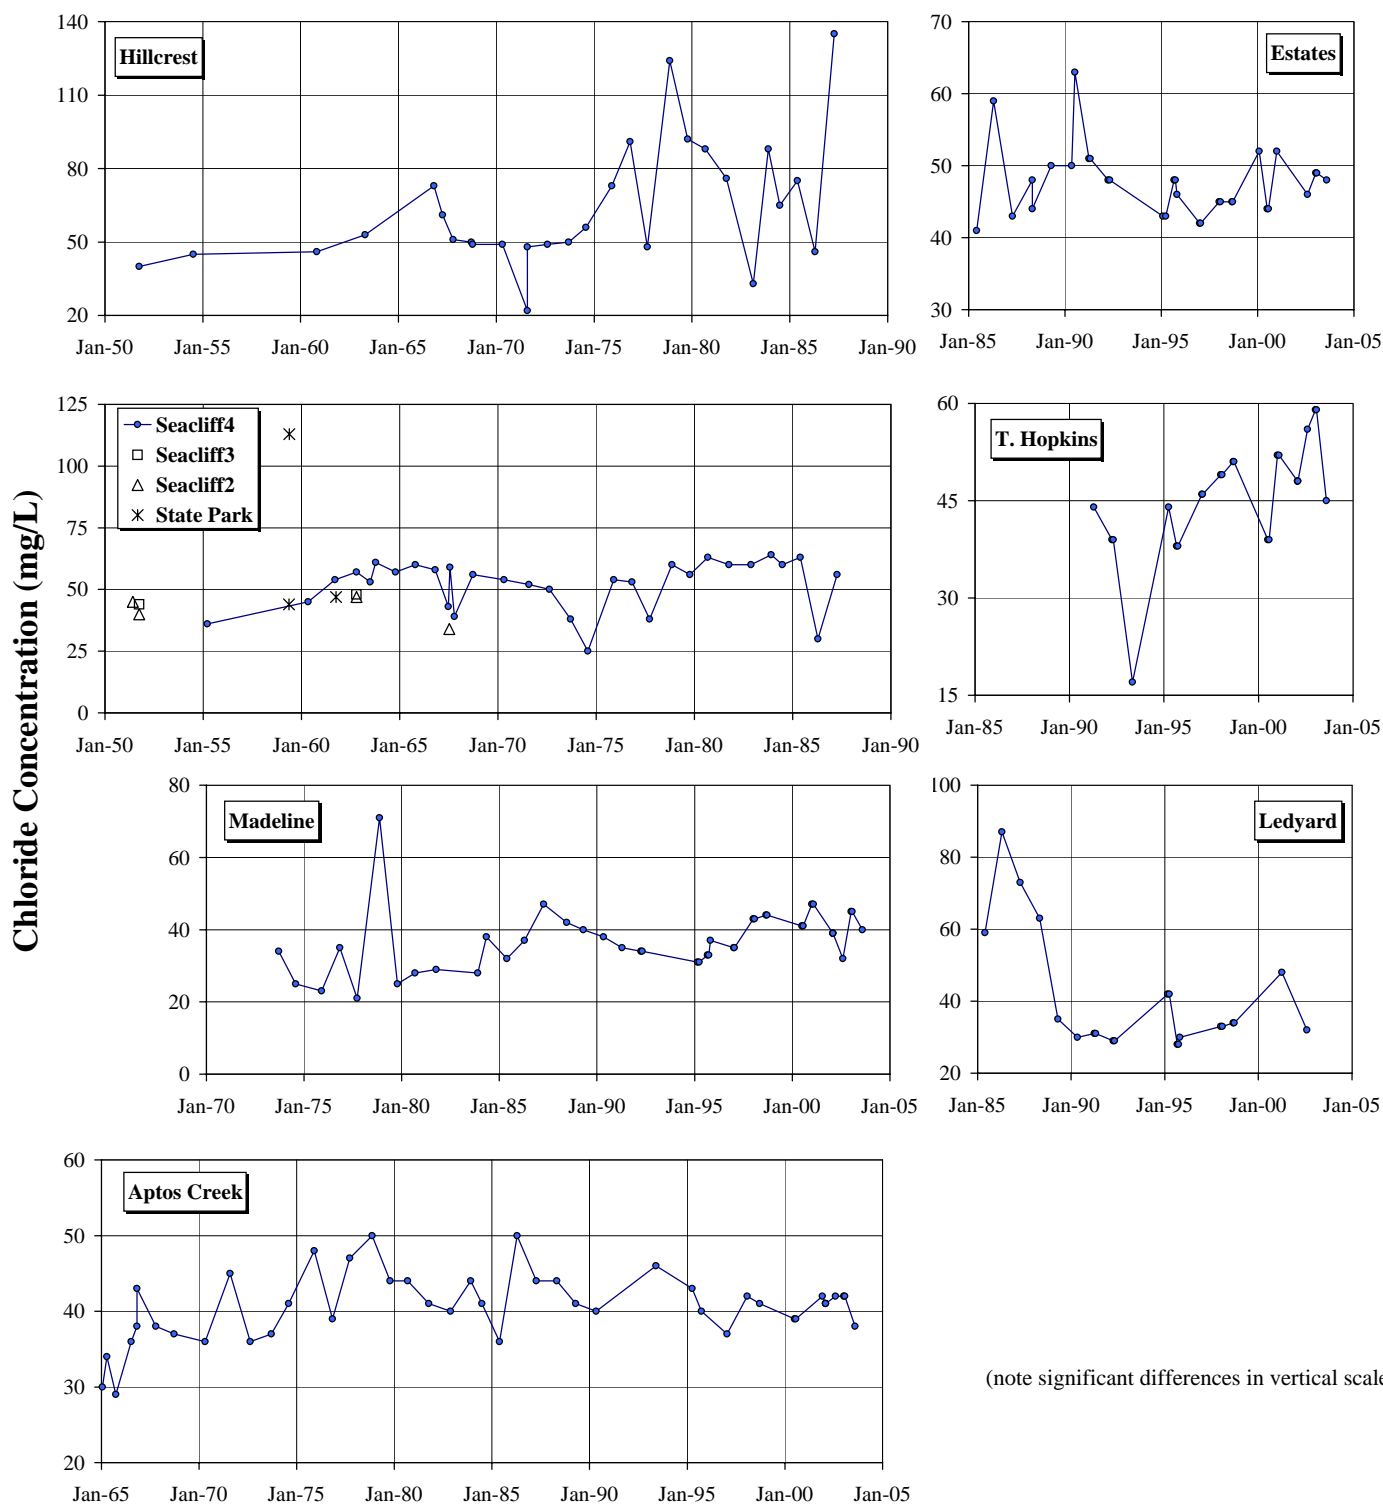 Chloride Concentration (mg/L)
Hillcrest
140
110
80
50
20
Jan-50 Jan-55 Jan-60 Jan-65 Jan-70 Jan-75 Jan-80 Jan-85 Jan-90
Estates
70
60
50
40
30
Jan-85 Jan-90 Jan-95 Jan-00 Jan-05
Seacliff4
Seacliff3
Seacliff2
State Park
125
100
75
50
25
0
Jan-50 Jan-55 Jan-60 Jan-65 Jan-70 Jan-75 Jan-80 Jan-85 Jan-90
T. Hopkins
60
45
30
15
Jan-85 Jan-90 Jan-95 Jan-00 Jan-05
Madeline
80
60
40
20
0
Jan-70 Jan-75 Jan-80 Jan-85 Jan-90 Jan-95 Jan-00 Jan-05
Ledyard
100
80
60
40
20
Jan-85 Jan-90 Jan-95 Jan-00 Jan-05
Aptos Creek
60
50
40
30
20
Jan-65 Jan-70 Jan-75 Jan-80 Jan-85 Jan-90 Jan-95 Jan-00 Jan-05
(note significant differences in vertical scale